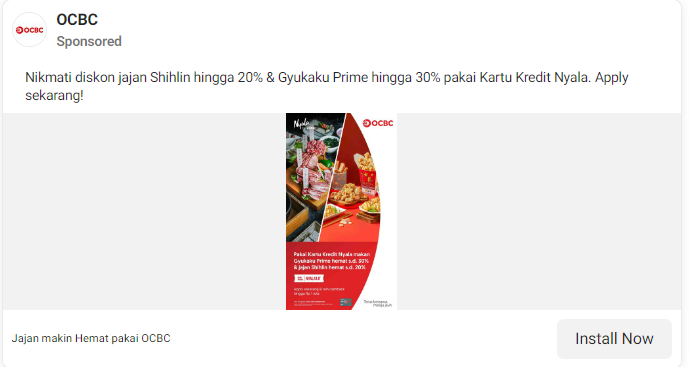 OCBC
OCBC
Sponsored
Nikmati diskon jajan Shihlin hingga 20% & Gyukaku Prime hingga 30% pakai Kartu Kredit Nyala. Apply
sekarang!
Nyala
OCBC
Pakai Kartu Kredit Nyala makan
Gyukaku Prime hemat s.d. 30%
& jajan Shihlin hemat s.d. 20%
Jajan makin Hemat pakai OCBC
Install Now